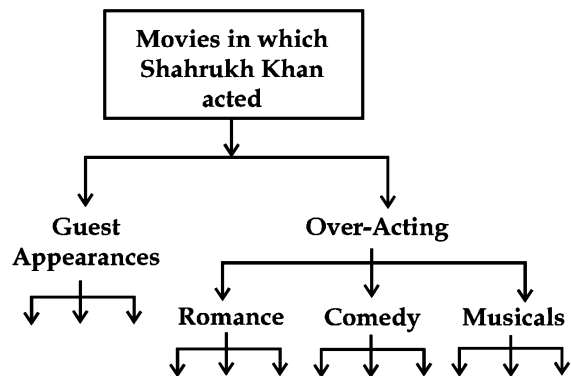 Movies in which
Shahrukh Khan
acted
Guest
Appearances
Over-Acting
Romance
Comedy
Musicals